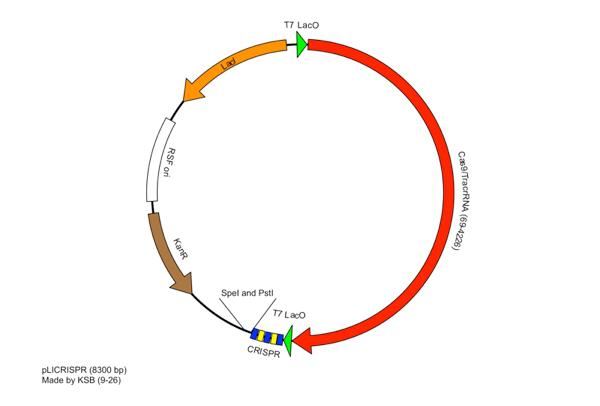 T7 LacO
LacI
Cas9/TracrRNA (69-4226)
RSF ori
KanR
SpeI and PstI
T7 LacO
CRISPR
pLICRISPR (8300 bp)
Made by KSB (9-26)